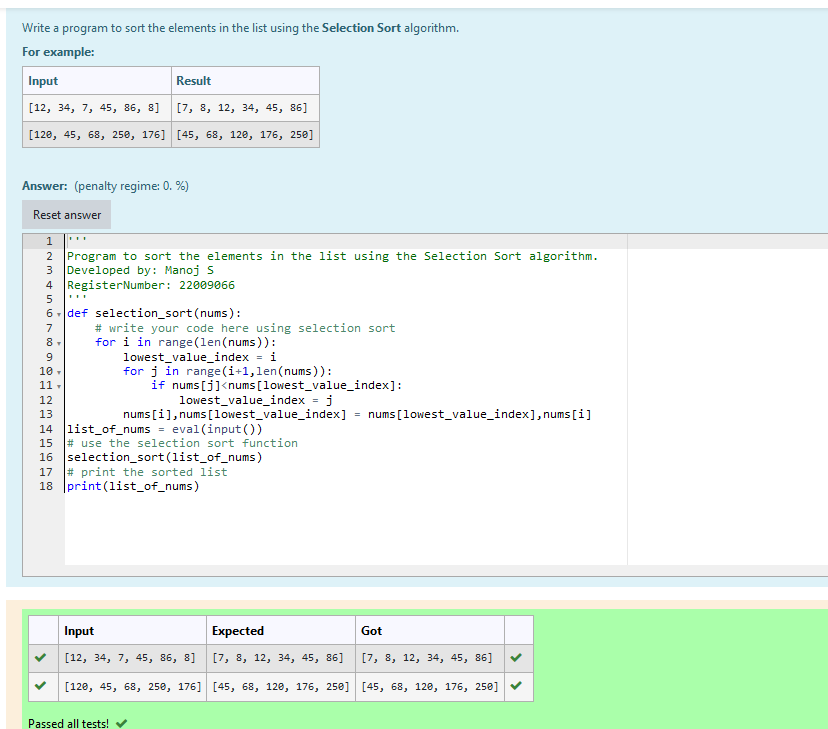 Write a program to sort the elements in the list using the Selection Sort algorithm.
For example:
Input Result
[12, 34, 7, 45, 86, 8] [7, 8, 12, 34, 45, 86]
[120, 45, 68, 250, 176] [45, 68, 120, 176, 250]
Answer: (penalty regime: 0. %)
Reset answer
1 '''
2 Program to sort the elements in the list using the Selection Sort algorithm.
3 Developed by: Manoj S
4 RegisterNumber: 22009066
5 '''
6 def selection_sort(nums):
7     # write your code here using selection sort
8     for i in range(len(nums)):
9         lowest_value_index = i
10         for j in range(i+1,len(nums)):
11             if nums[j]<nums[lowest_value_index]:
12                 lowest_value_index = j
13         nums[i],nums[lowest_value_index] = nums[lowest_value_index],nums[i]
14 list_of_nums = eval(input())
15 # use the selection sort function
16 selection_sort(list_of_nums)
17 # print the sorted list
18 print(list_of_nums)
Input Expected Got
[12, 34, 7, 45, 86, 8] [7, 8, 12, 34, 45, 86] [7, 8, 12, 34, 45, 86]
[120, 45, 68, 250, 176] [45, 68, 120, 176, 250] [45, 68, 120, 176, 250]
Passed all tests!